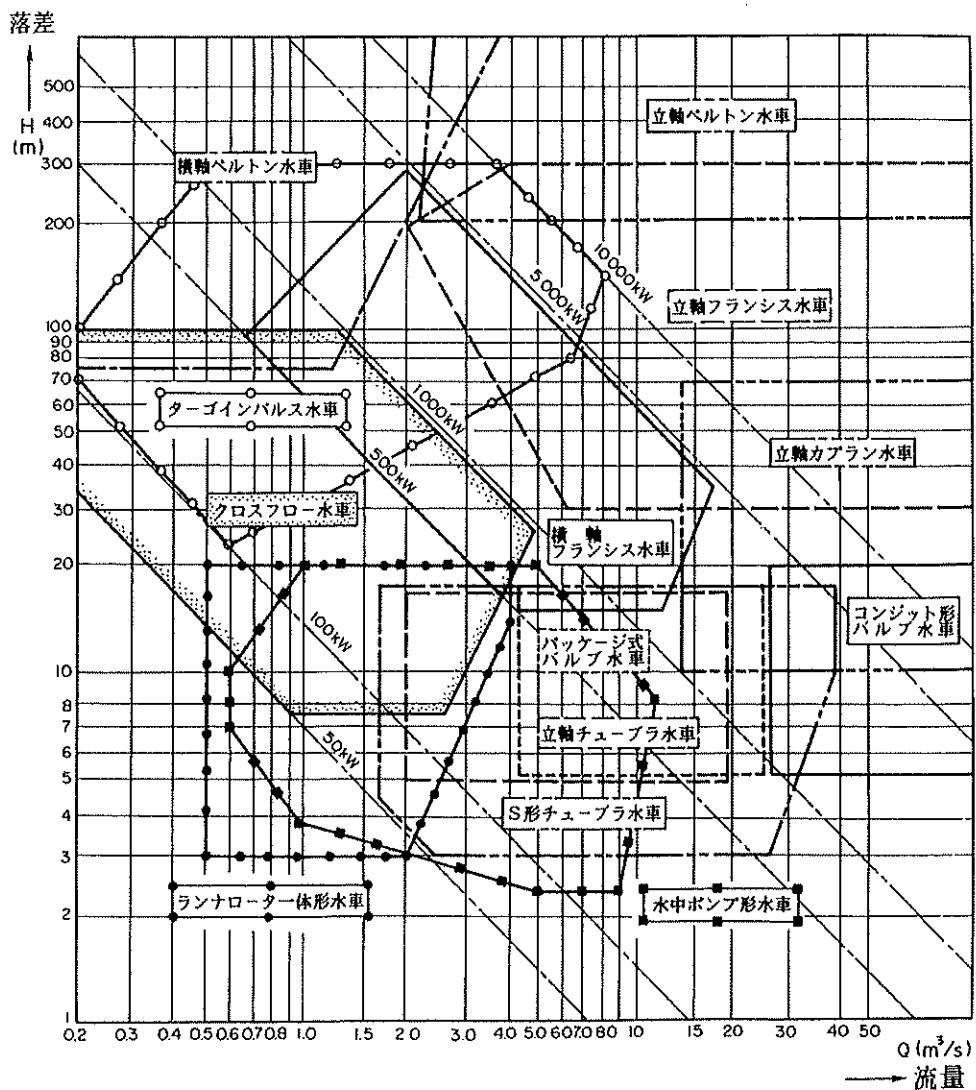 落差
H
(m)
500
400
300
200
100
90
80
70
60
50
40
30
20
10
8
7
6
5
4
3
2
1
立軸ペルトン水車
横軸ペルトン水車
10000kW
5000kW
立軸フランシス水車
ターゴインパルス水車
1000kW
500kW
立軸カプラン水車
クロスフロー水車
横軸
フランシス水車
コンジット形
バルブ水車
100kW
パッケージ式
バルブ水車
50kW
立軸チューブラ水車
S形チューブラ水車
ランナローター一体形水車
水中ポンプ形水車
0.2 0.3 0.4 0.5 0.6 0.7 0.8 1.0 1.5 2.0 3.0 4.0 5.0 6.0 7.0 8.0 10 15 20 30 40 50
Q (m³/s)
流量